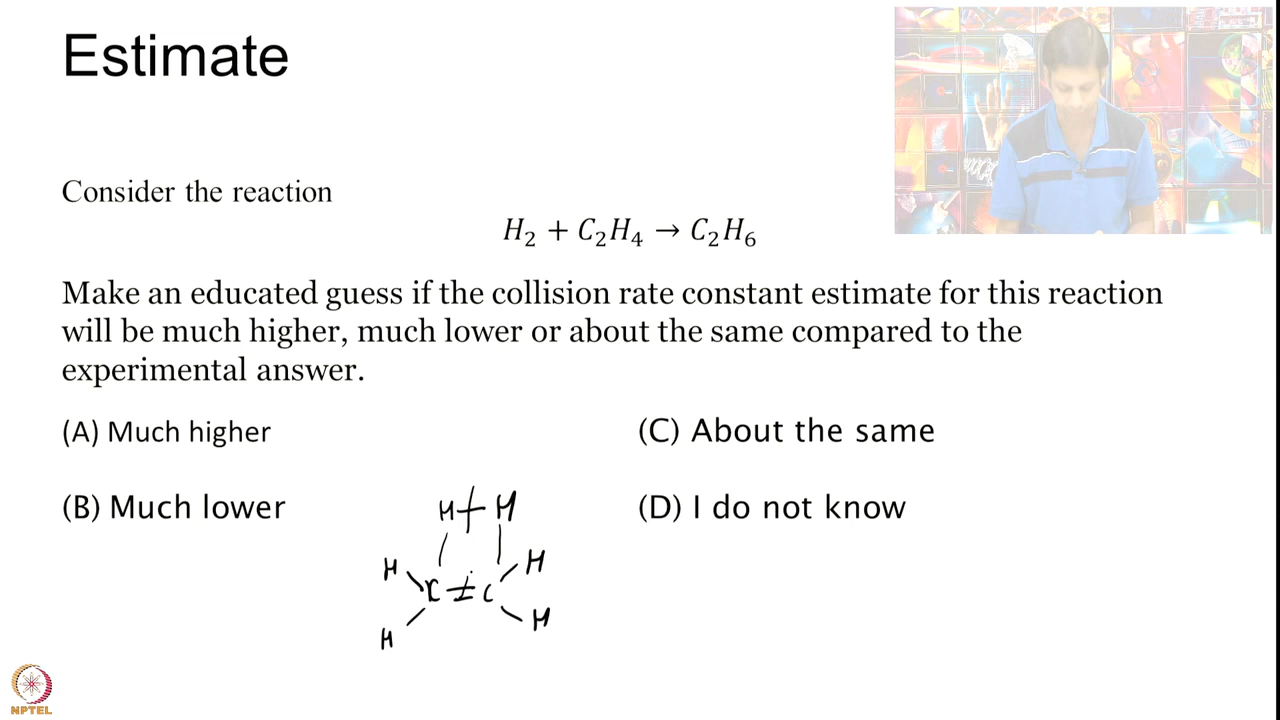 Estimate
Consider the reaction
H₂ + C₂H₄ → C₂H₆
Make an educated guess if the collision rate constant estimate for this reaction
will be much higher, much lower or about the same compared to the
experimental answer.
(A) Much higher
(C) About the same
(B) Much lower
(D) I do not know
H H
H H
C = C
H H
NPTEL